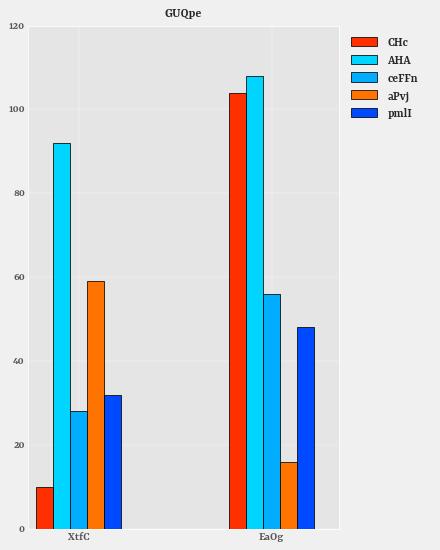 GUQpe
120
100
80
60
40
20
0
XtfC
EaOg
CHc
AHA
ceFFn
aPvj
pmlI